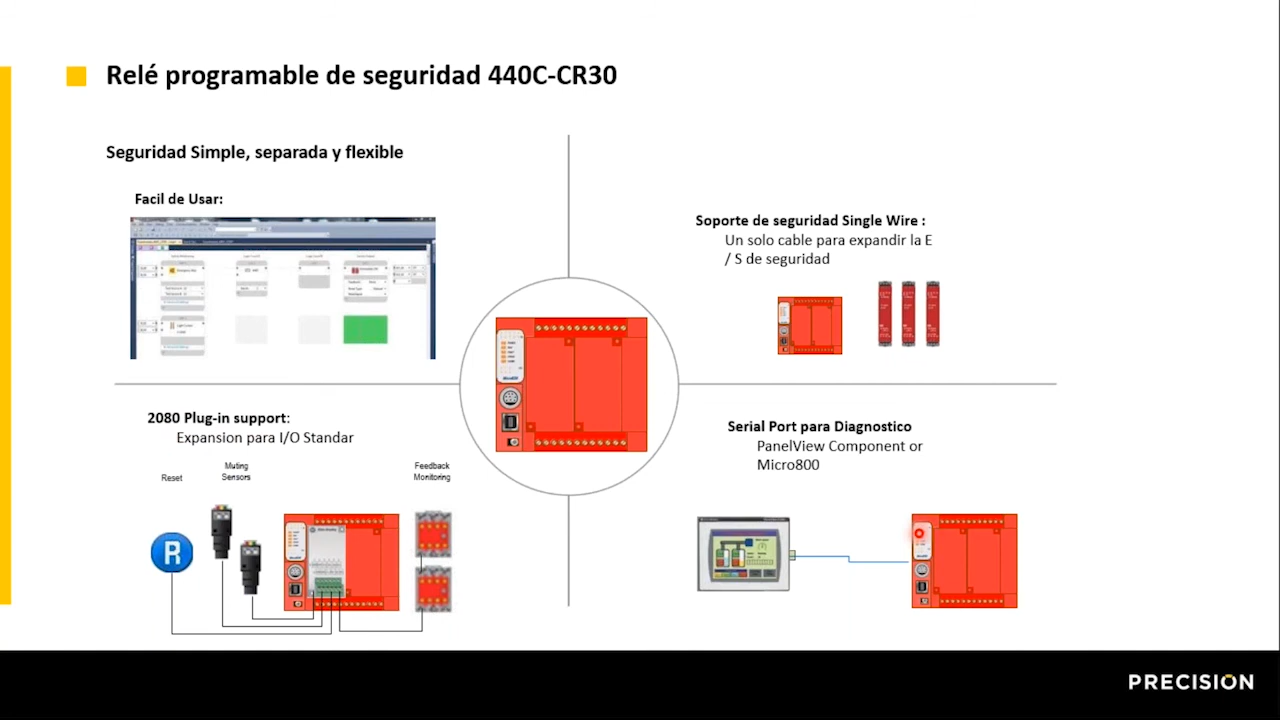 Relé programable de seguridad 440C-CR30
Seguridad Simple, separada y flexible
Facil de Usar:
Soporte de seguridad Single Wire :
Un solo cable para expandir la E
/ S de seguridad
2080 Plug-in support:
Expansion para I/O Standar
Reset
Muting
Sensors
Feedback
Monitoring
R
Serial Port para Diagnostico
PanelView Component or
Micro800
PRECISION